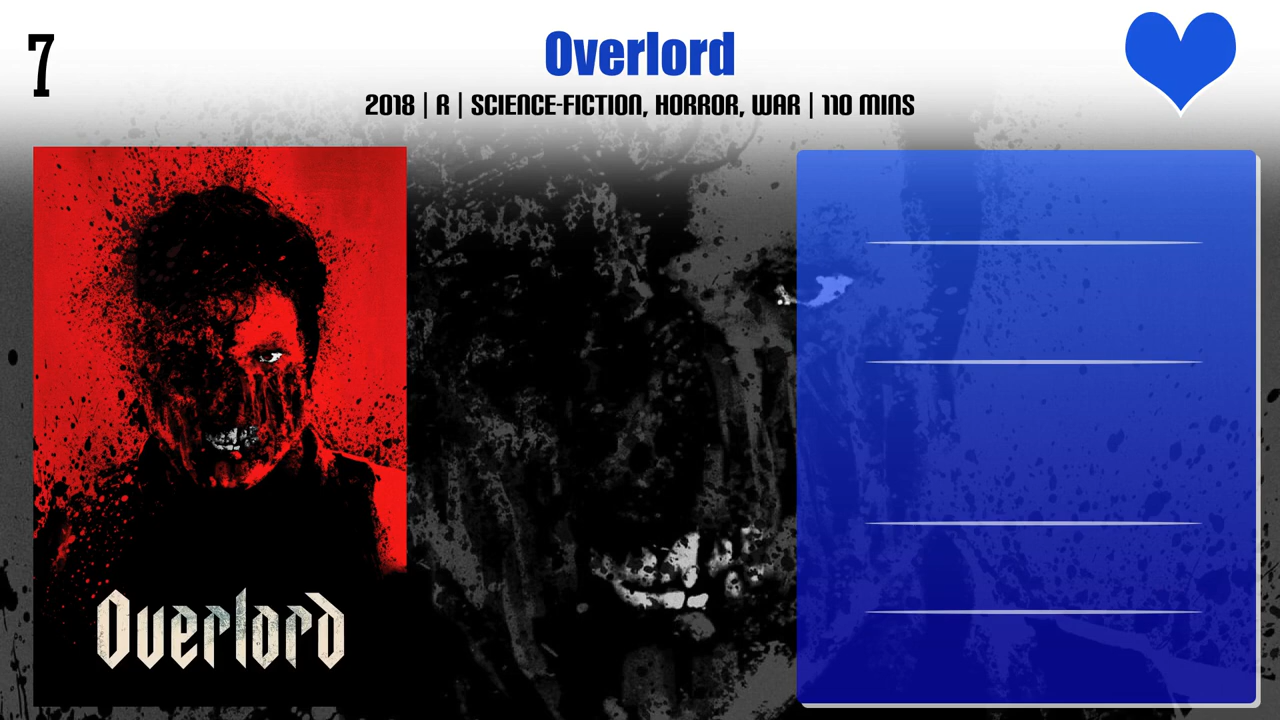 7
Overlord
2018 | R | SCIENCE-FICTION, HORROR, WAR | 110 MINS
Overlord